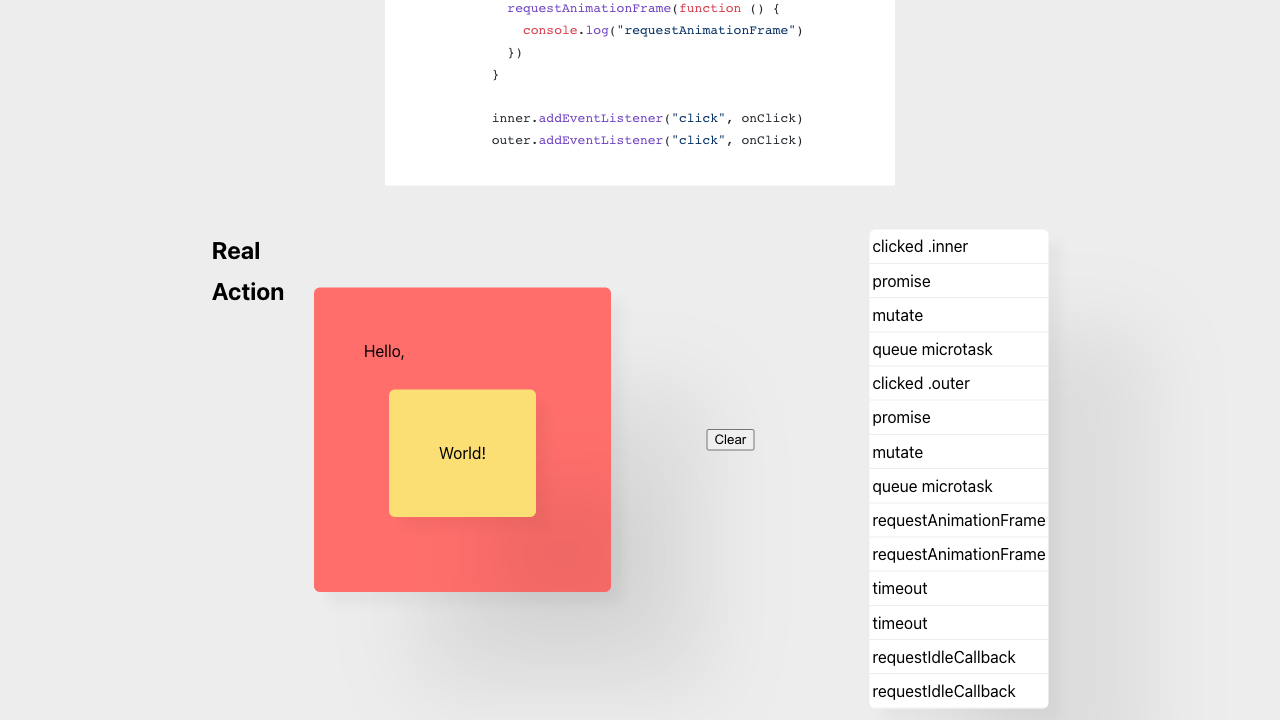 requestAnimationFrame(function () {
console.log("requestAnimationFrame")
})
}
inner.addEventListener("click", onClick)
outer.addEventListener("click", onClick)
Real
Action
Hello,
World!
Clear
clicked .inner
promise
mutate
queue microtask
clicked .outer
promise
mutate
queue microtask
requestAnimationFrame
requestAnimationFrame
timeout
timeout
requestIdleCallback
requestIdleCallback